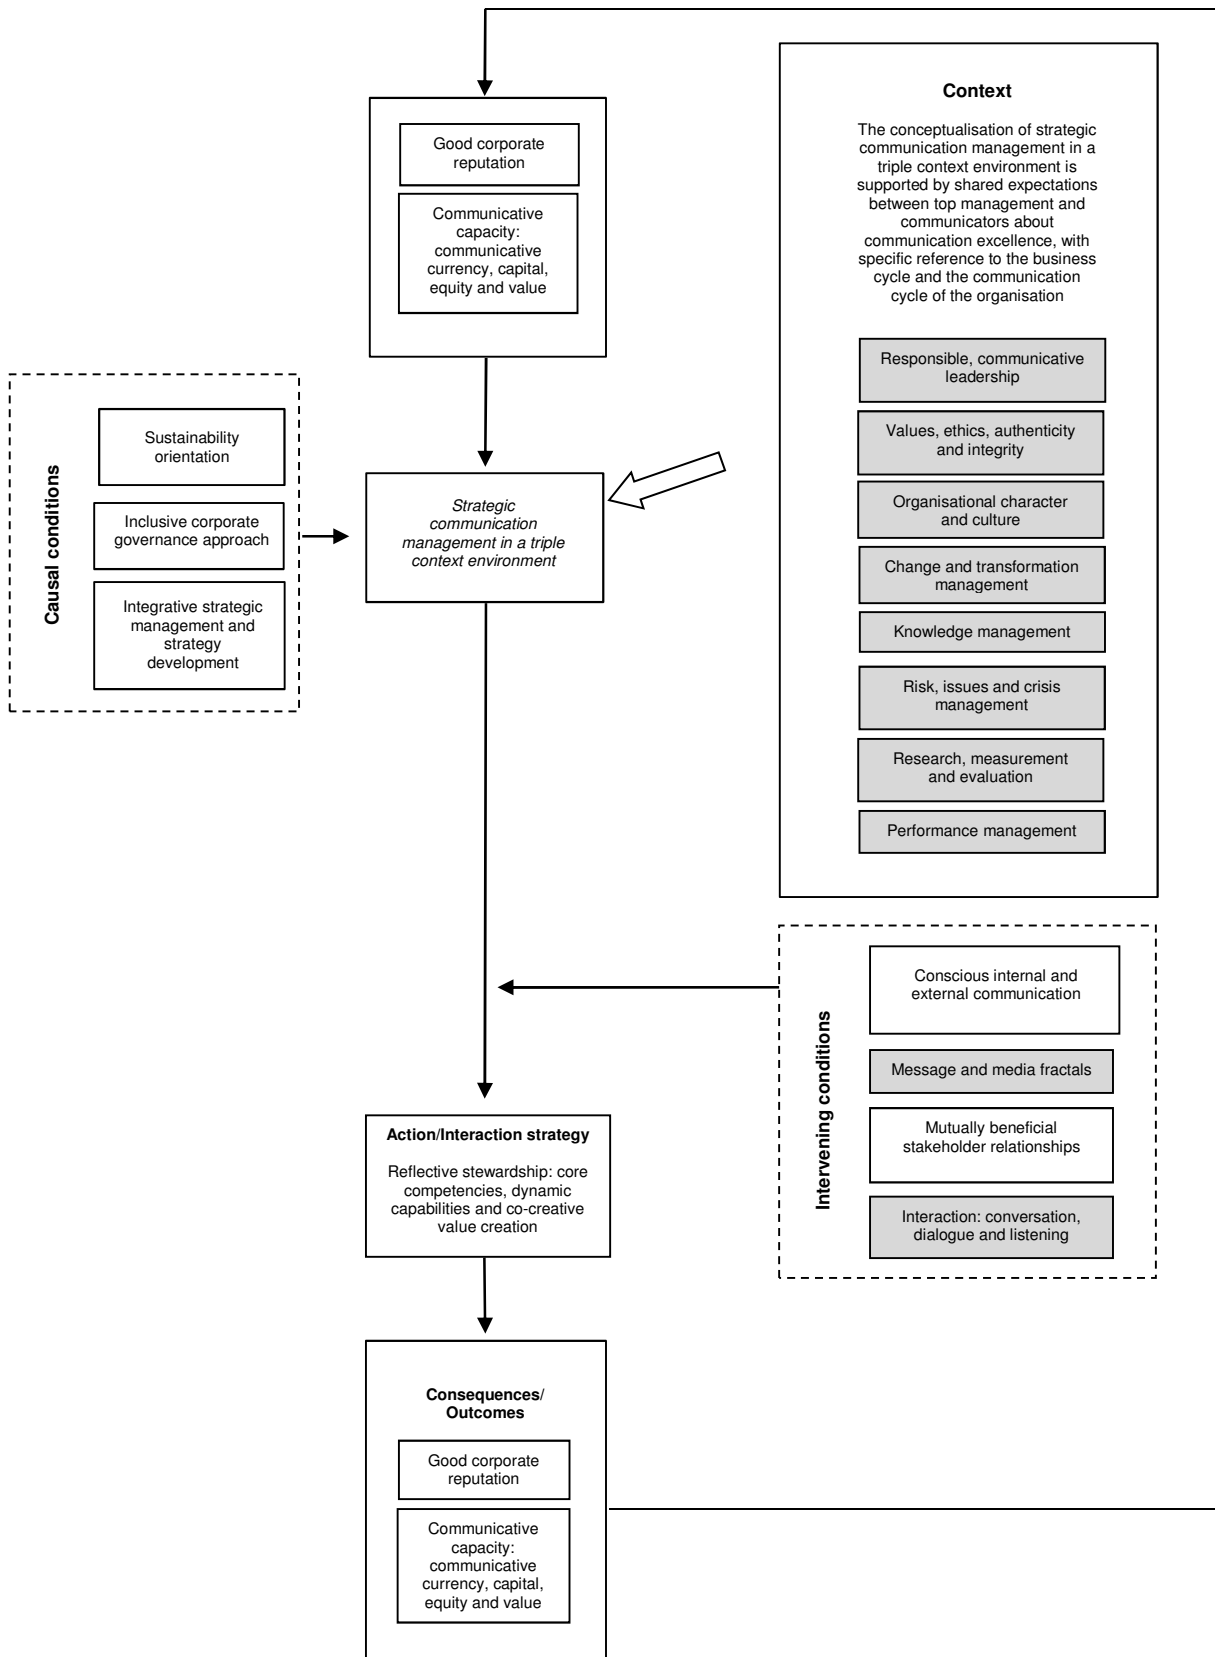 Good corporate
reputation
Communicative
capacity:
communicative
currency, capital,
equity and value
Context
The conceptualisation of strategic
communication management in a
triple context environment is
supported by shared expectations
between top management and
communicators about
communication excellence, with
specific reference to the business
cycle and the communication
cycle of the organisation
Responsible, communicative
leadership
Values, ethics, authenticity
and integrity
Organisational character
and culture
Change and transformation
management
Knowledge management
Risk, issues and crisis
management
Research, measurement
and evaluation
Performance management
Causal conditions
Sustainability
orientation
Inclusive corporate
governance approach
Integrative strategic
management and
strategy
development
Strategic
communication
management in a triple
context environment
Intervening conditions
Conscious internal and
external communication
Message and media fractals
Mutually beneficial
stakeholder relationships
Interaction: conversation,
dialogue and listening
Action/Interaction strategy
Reflective stewardship: core
competencies, dynamic
capabilities and co-creative
value creation
Consequences/
Outcomes
Good corporate
reputation
Communicative
capacity:
communicative
currency, capital,
equity and value